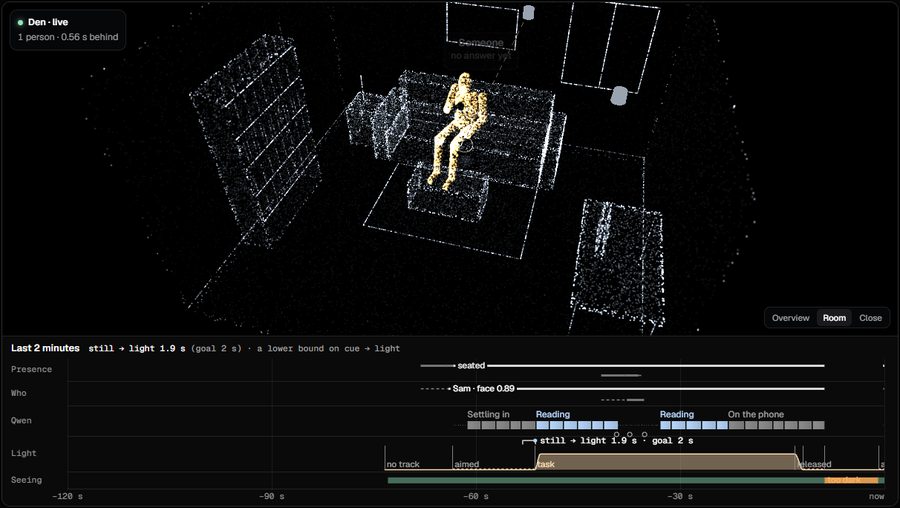 Den · live
1 person · 0.56 s behind
Someone
no answer yet
Overview Room Close
Last 2 minutes still → light 1.9 s (goal 2 s) · a lower bound on cue → light
Presence seated
Who Sam · face 0.89
Qwen Settling in Reading Reading On the phone
still → light 1.9 s · goal 2 s
Light no track aimed task released
Seeing too dark
-120 s -90 s -60 s -30 s now